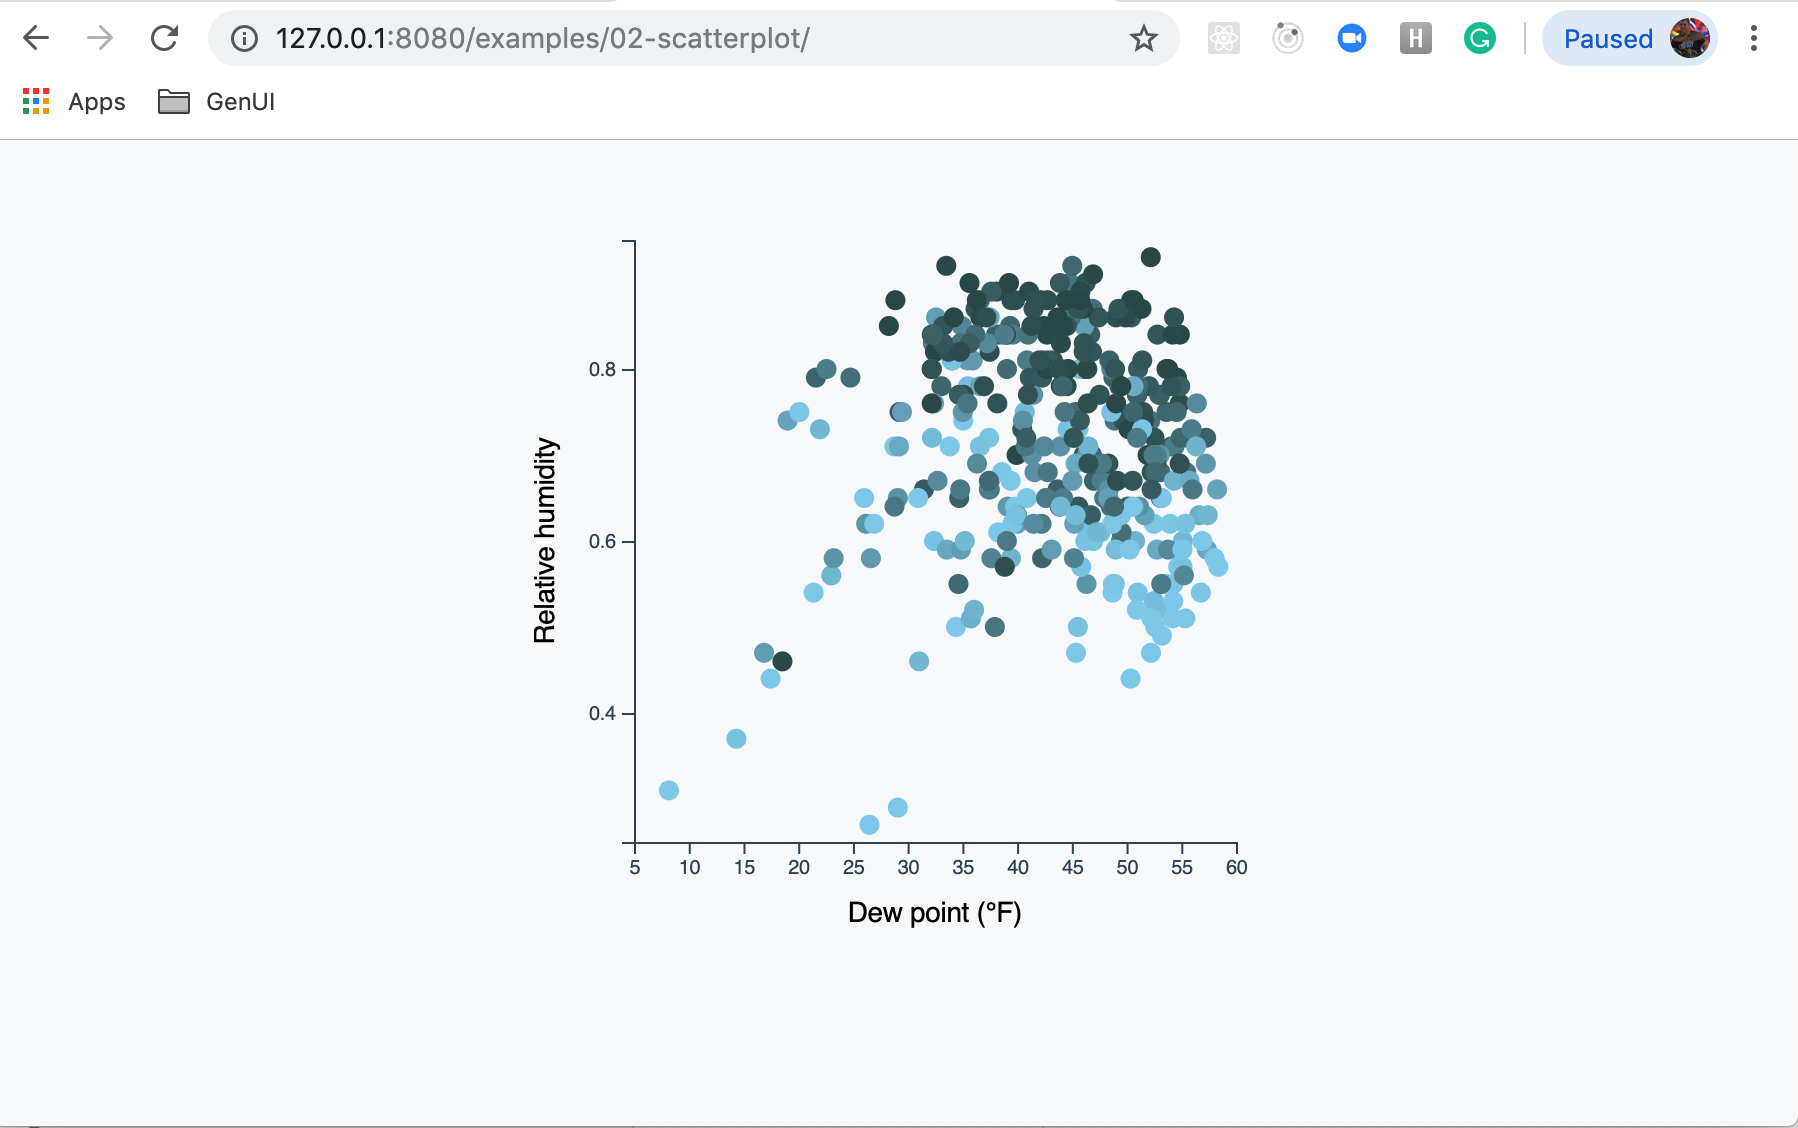 127.0.0.1:8080/examples/02-scatterplot/
H
G
Paused
Apps
GenUI
Relative humidity
0.8
0.6
0.4
5 10 15 20 25 30 35 40 45 50 55 60
Dew point (°F)